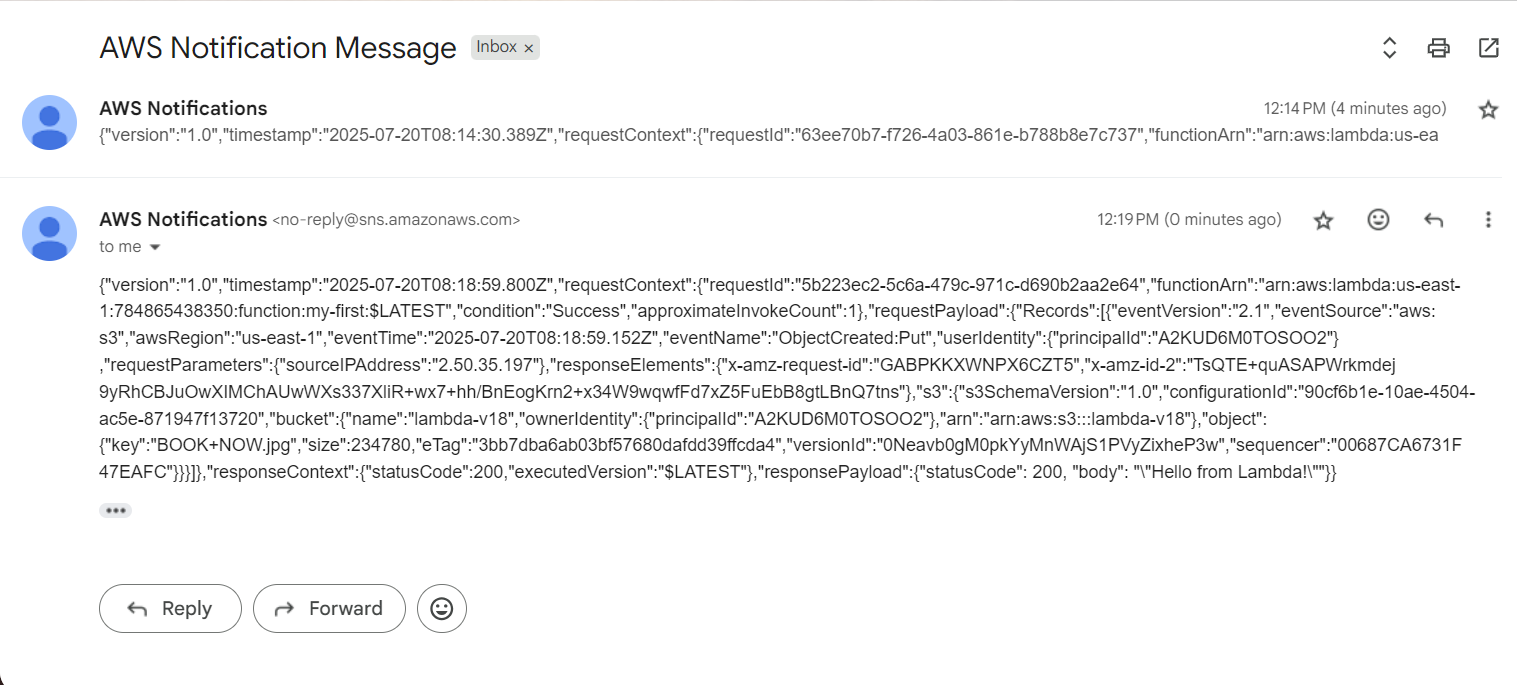 AWS Notification Message Inbox ×
AWS Notifications 12:14 PM (4 minutes ago)
{"version":"1.0","timestamp":"2025-07-20T08:14:30.389Z","requestContext":{"requestId":"63ee70b7-f726-4a03-861e-b788b8e7c737","functionArn":"arn:aws:lambda:us-ea
AWS Notifications <no-reply@sns.amazonaws.com> 12:19 PM (0 minutes ago)
to me
{"version":"1.0","timestamp":"2025-07-20T08:18:59.800Z","requestContext":{"requestId":"5b223ec2-5c6a-479c-971c-d690b2aa2e64","functionArn":"arn:aws:lambda:us-east-
1:784865438350:function:my-first:$LATEST","condition":"Success","approximateInvokeCount":1},"requestPayload":{"Records":[{"eventVersion":"2.1","eventSource":"aws:
s3","awsRegion":"us-east-1","eventTime":"2025-07-20T08:18:59.152Z","eventName":"ObjectCreated:Put","userIdentity":{"principalId":"A2KUD6M0TOSOO2"}
,"requestParameters":{"sourceIPAddress":"2.50.35.197"},"responseElements":{"x-amz-request-id":"GABPKKXWNPX6CZT5","x-amz-id-2":"TsQTE+quASAPWrkmdej
9yRhCBJuOwXIMChAUwWXs337XliR+wx7+hh/BnEogKrn2+x34W9wqwfFd7xZ5FuEbB8gtLBnQ7tns"},"s3":{"s3SchemaVersion":"1.0","configurationId":"90cf6b1e-10ae-4504-
ac5e-871947f13720","bucket":{"name":"lambda-v18","ownerIdentity":{"principalId":"A2KUD6M0TOSOO2"},"arn":"arn:aws:s3:::lambda-v18"},"object":
{"key":"BOOK+NOW.jpg","size":234780,"eTag":"3bb7dba6ab03bf57680dafdd39ffcda4","versionId":"0Neavb0gM0pkYyMnWAjS1PVyZixheP3w","sequencer":"00687CA6731F
47EAFC"}}}]},"responseContext":{"statusCode":200,"executedVersion":"$LATEST"},"responsePayload":{"statusCode": 200, "body": "\"Hello from Lambda!\""}}
Reply Forward